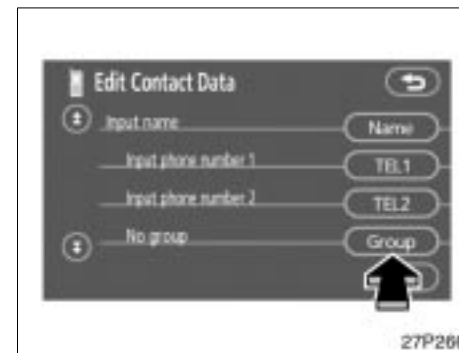 Edit Contact Data
Input name Name
Input phone number 1 TEL1
Input phone number 2 TEL2
No group Group